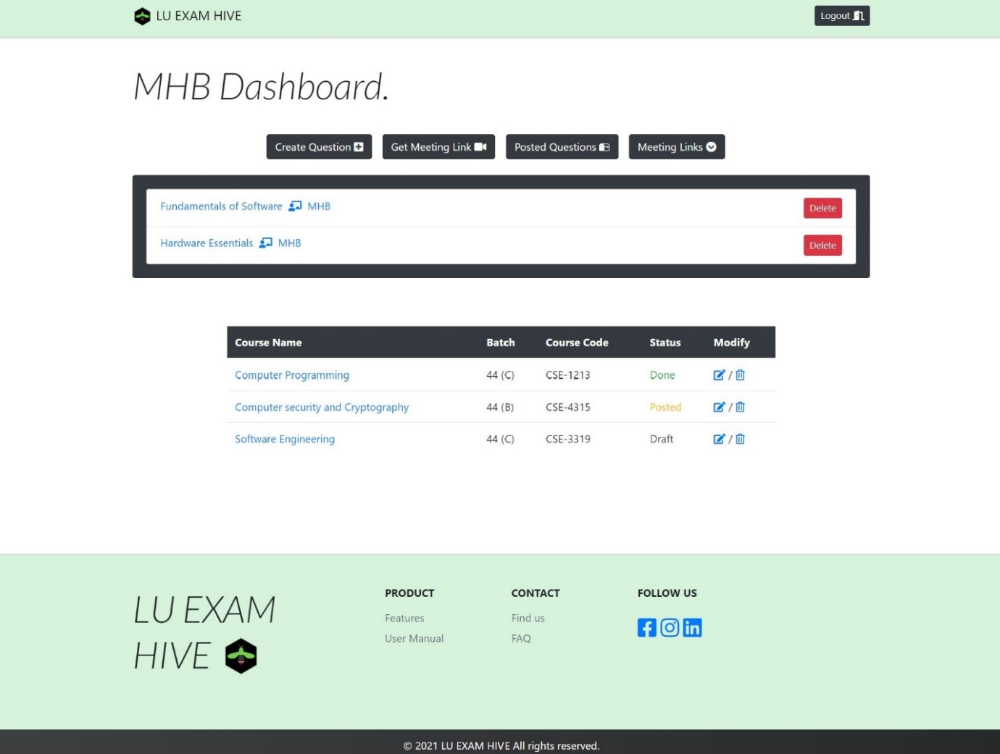 LU EXAM HIVE
Logout
MHB Dashboard.
Create Question
Get Meeting Link
Posted Questions
Meeting Links
Fundamentals of Software MHB
Delete
Hardware Essentials MHB
Delete
Course Name Batch Course Code Status Modify
Computer Programming 44 (C) CSE-1213 Done /
Computer security and Cryptography 44 (B) CSE-4315 Posted /
Software Engineering 44 (C) CSE-3319 Draft /
LU EXAM
HIVE
PRODUCT
Features
User Manual
CONTACT
Find us
FAQ
FOLLOW US
© 2021 LU EXAM HIVE All rights reserved.